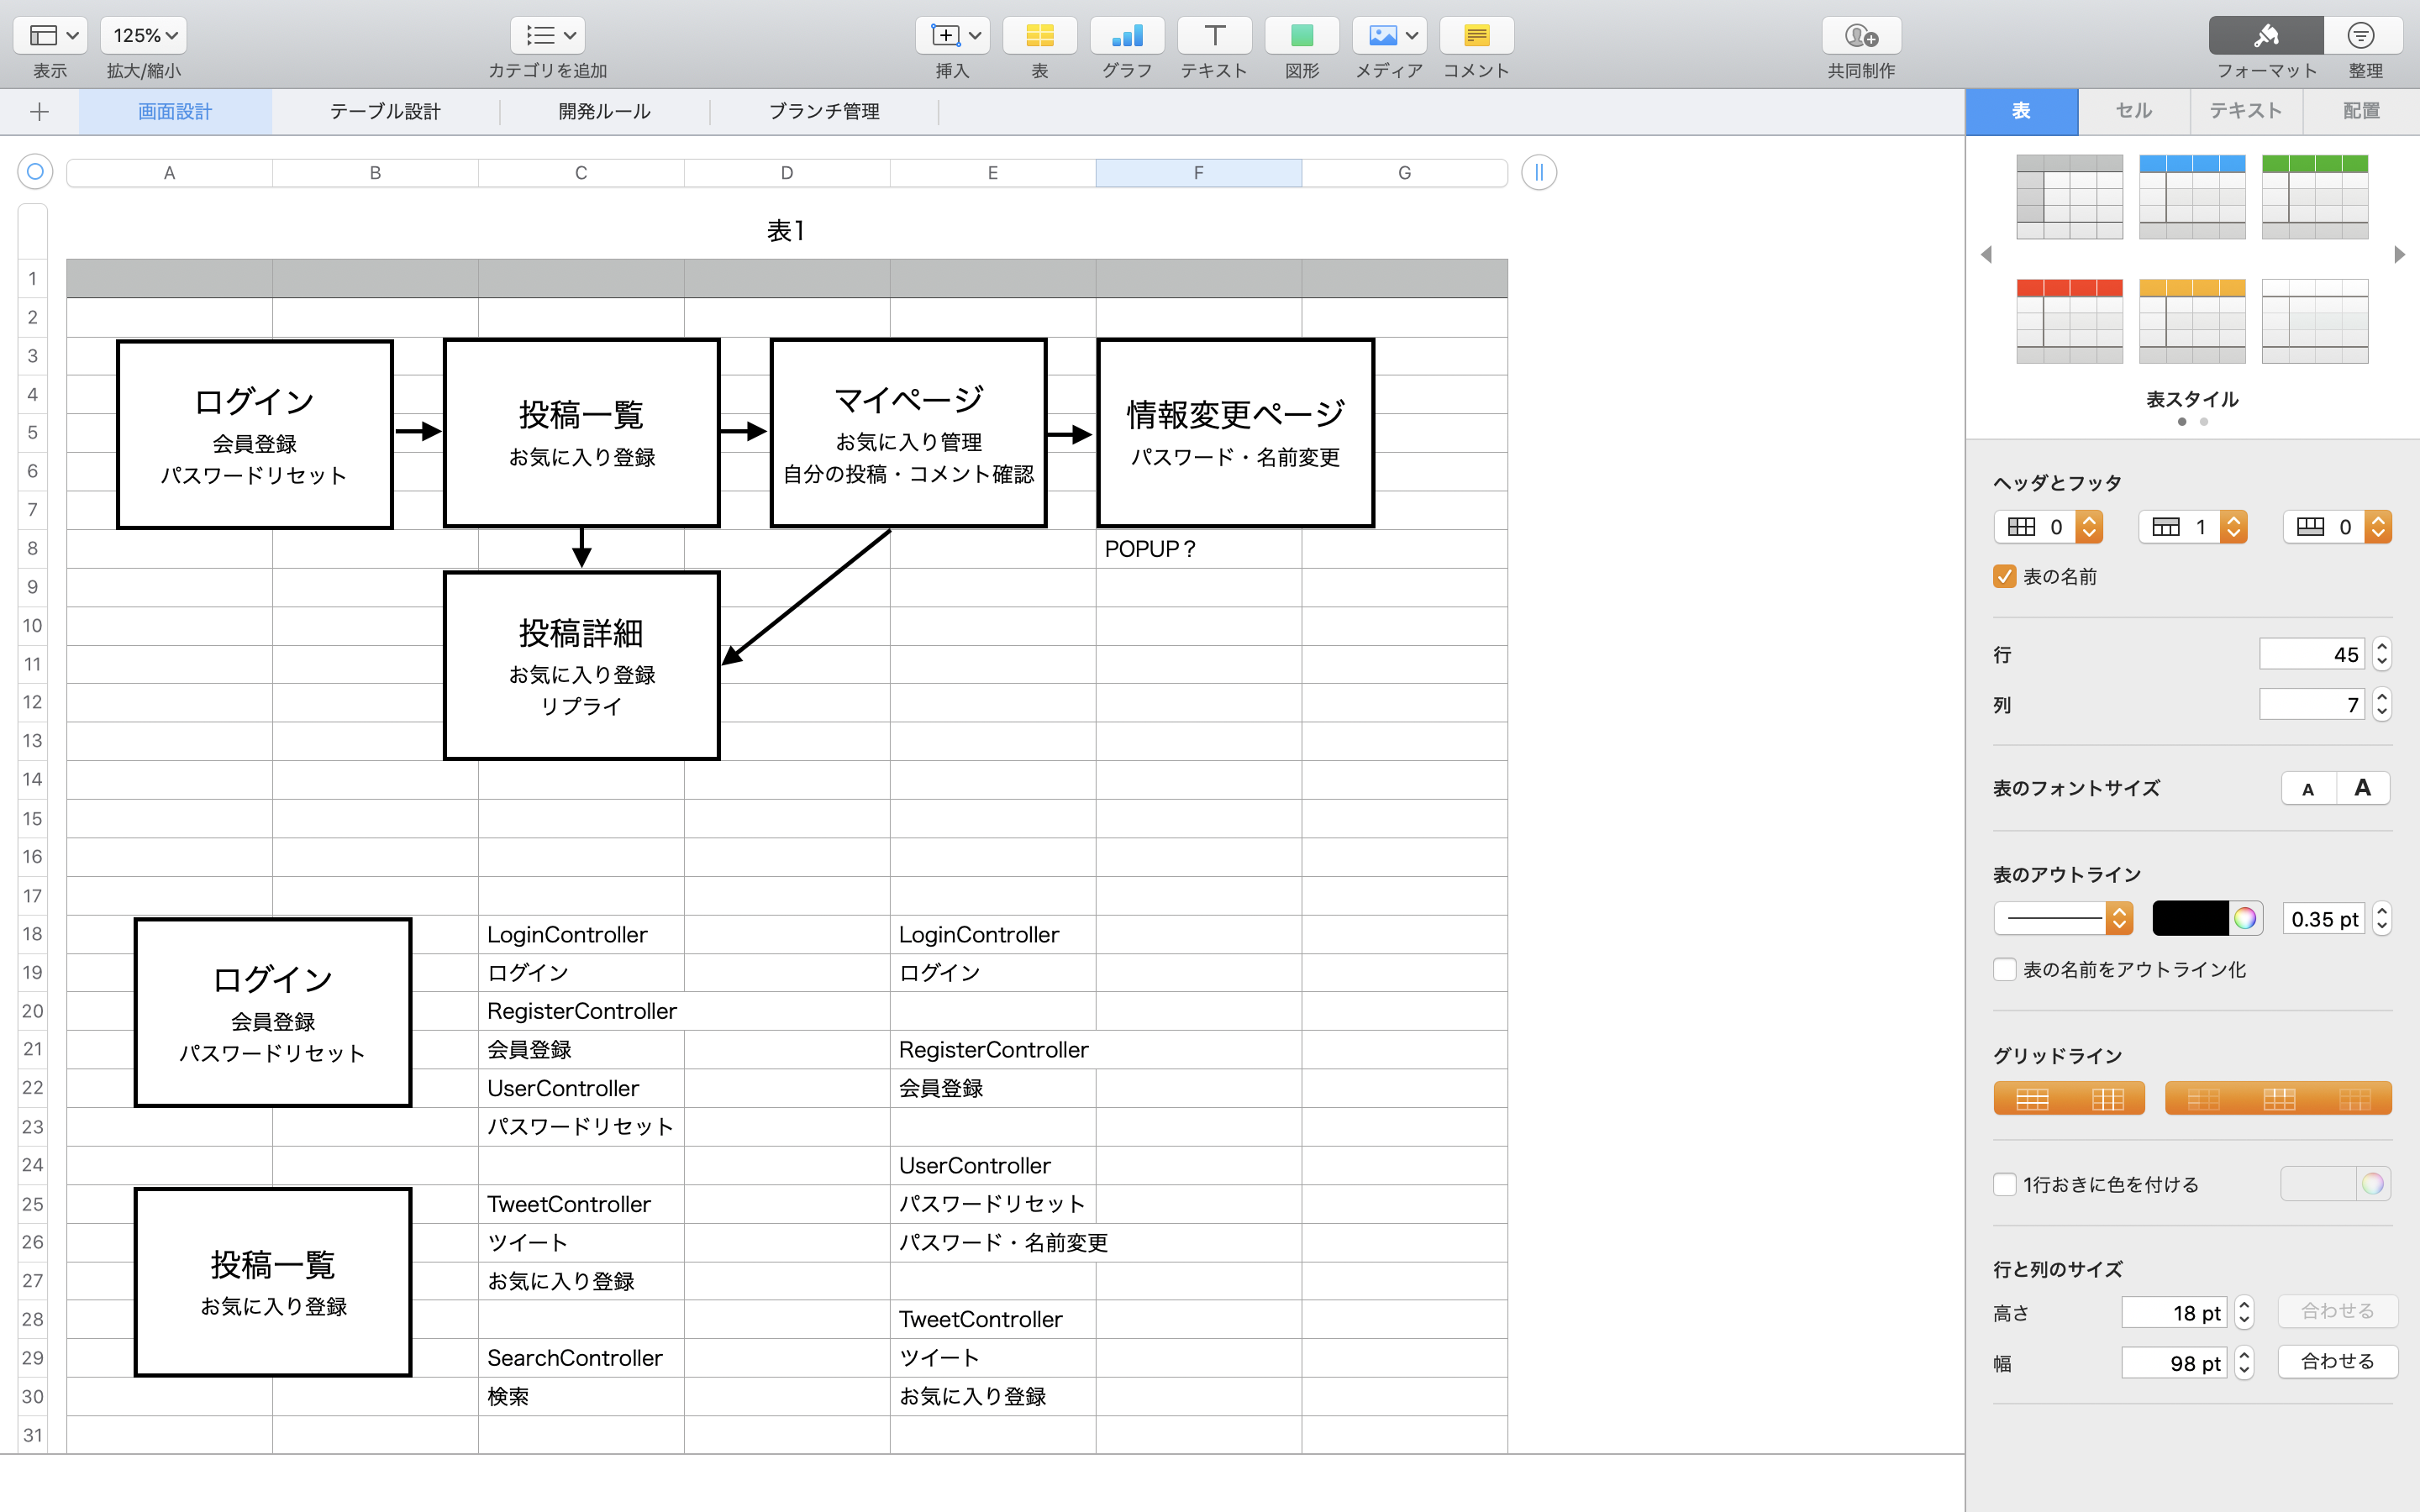 125%
表示
拡大/縮小
カテゴリを追加
挿入
表
グラフ
テキスト
図形
メディア
コメント
共同制作
フォーマット
整理
画面設計
テーブル設計
開発ルール
ブランチ管理
表
セル
テキスト
配置
A B C D E F G
表1
1
2
3
4
5
6
7
8
9
10
11
12
13
14
15
16
17
18
19
20
21
22
23
24
25
26
27
28
29
30
31
ログイン
会員登録
パスワードリセット
投稿一覧
お気に入り登録
マイページ
お気に入り管理
自分の投稿・コメント確認
情報変更ページ
パスワード・名前変更
POPUP？
投稿詳細
お気に入り登録
リプライ
ログイン
会員登録
パスワードリセット
投稿一覧
お気に入り登録
LoginController
ログイン
RegisterController
会員登録
UserController
パスワードリセット
TweetController
ツイート
お気に入り登録
SearchController
検索
LoginController
ログイン
RegisterController
会員登録
UserController
パスワードリセット
パスワード・名前変更
TweetController
ツイート
お気に入り登録
表スタイル
ヘッダとフッタ
0
1
0
表の名前
行
45
列
7
表のフォントサイズ
A A
表のアウトライン
0.35 pt
表の名前をアウトライン化
グリッドライン
1行おきに色を付ける
行と列のサイズ
高さ
18 pt
合わせる
幅
98 pt
合わせる